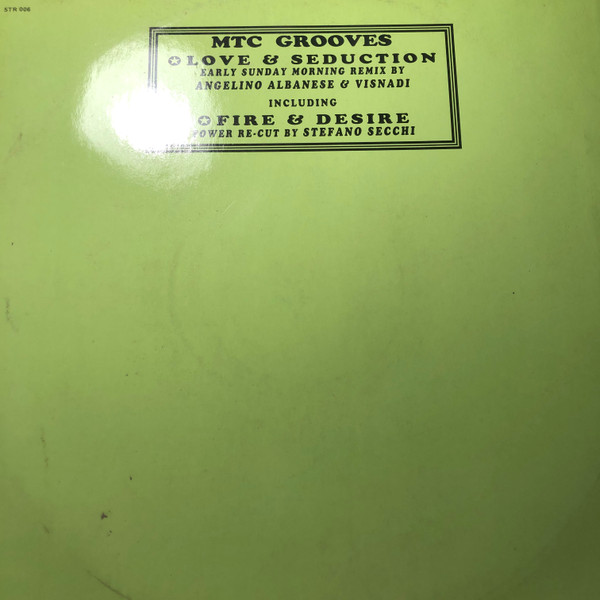 STR 006
MTC GROOVES
✪LOVE & SEDUCTION
EARLY SUNDAY MORNING REMIX BY
ANGELINO ALBANESE & VISNADI
INCLUDING
✪FIRE & DESIRE
POWER RE-CUT BY STEFANO SECCHI